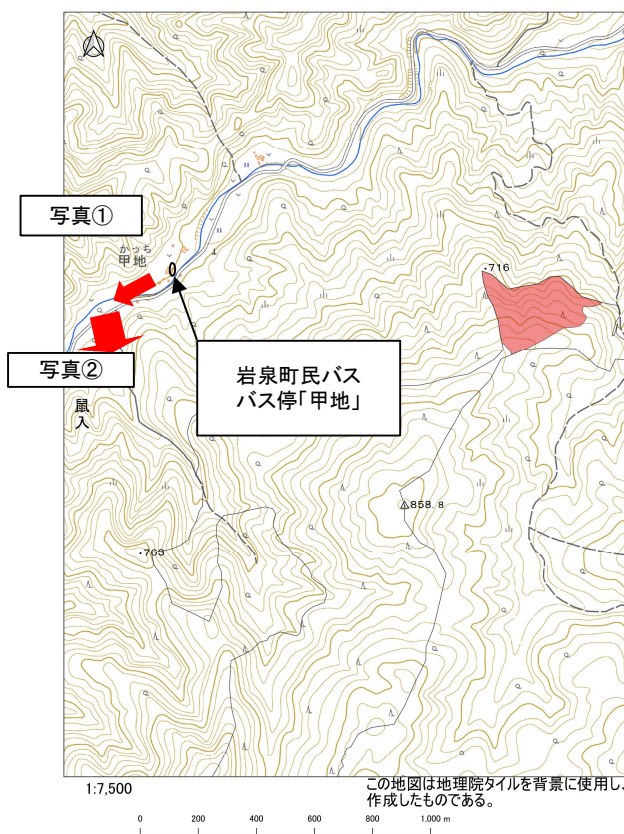 写真①
かっち
甲地
・716
写真②
岩泉町民バス
バス停「甲地」
鼠入
858.8
・703
1:7,500
この地図は地理院タイルを背景に使用し、
作成したものである。
0 200 400 600 800 1,000 m